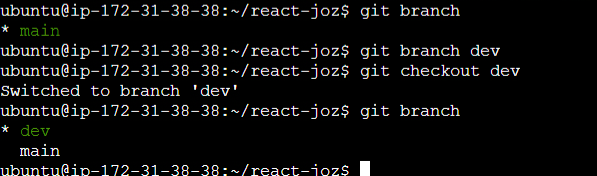 ubuntu@ip-172-31-38-38:~/react-joz$ git branch
* main
ubuntu@ip-172-31-38-38:~/react-joz$ git branch dev
ubuntu@ip-172-31-38-38:~/react-joz$ git checkout dev
Switched to branch 'dev'
ubuntu@ip-172-31-38-38:~/react-joz$ git branch
* dev
  main
ubuntu@ip-172-31-38-38:~/react-joz$